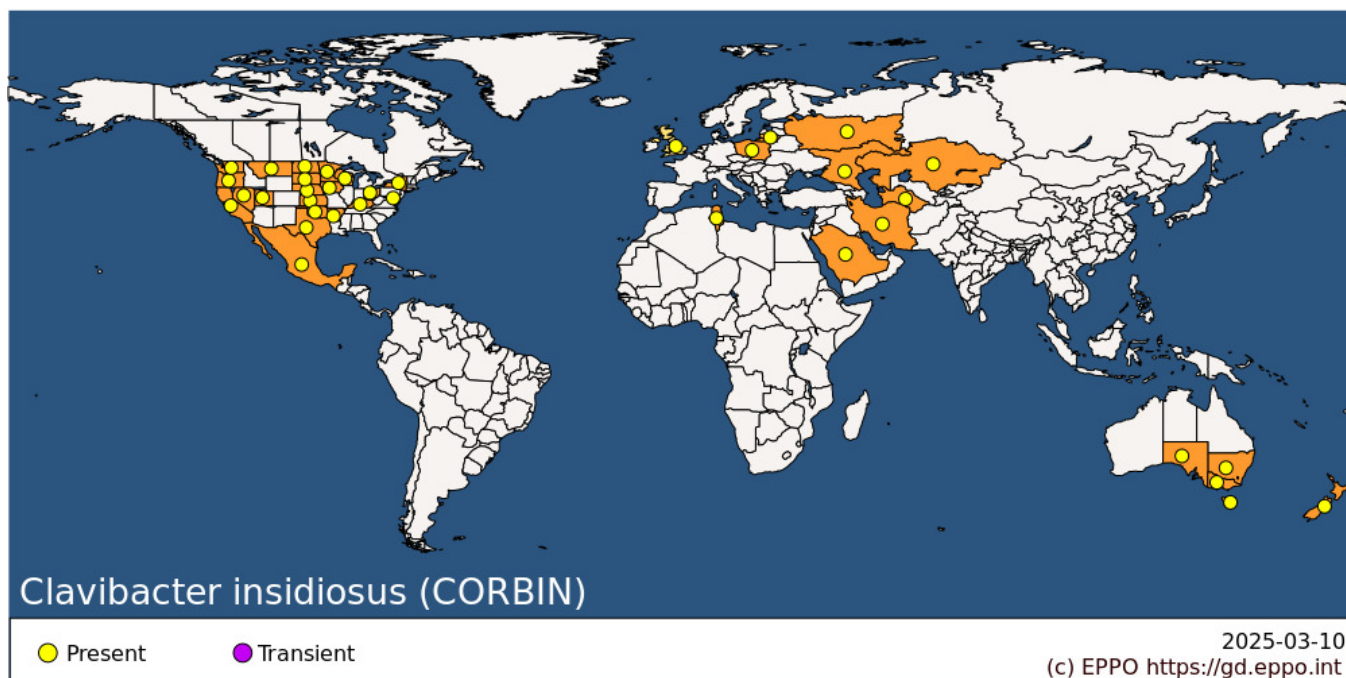 Clavibacter insidiosus (CORBIN)
Present
Transient
2025-03-10
(c) EPPO https://gd.eppo.int